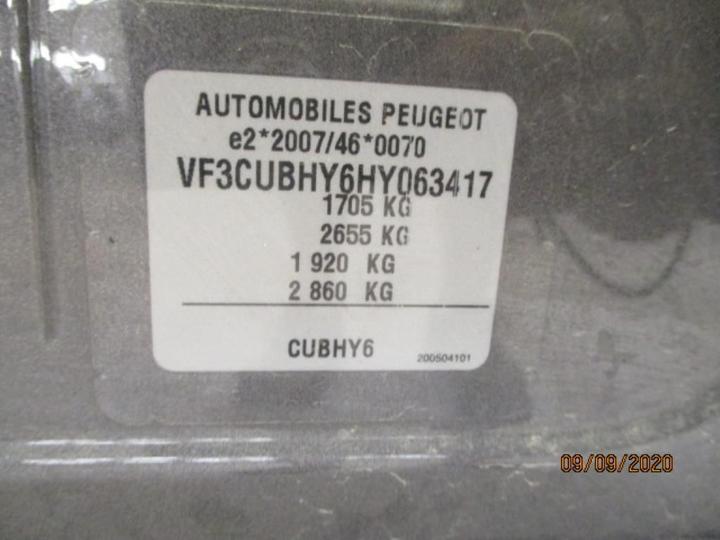 AUTOMOBILES PEUGEOT
e2*2007/46*0070
VF3CUBHY6HY063417
1705 KG
2655 KG
1 920 KG
2 860 KG
CUBHY6
200504101
09/09/2020